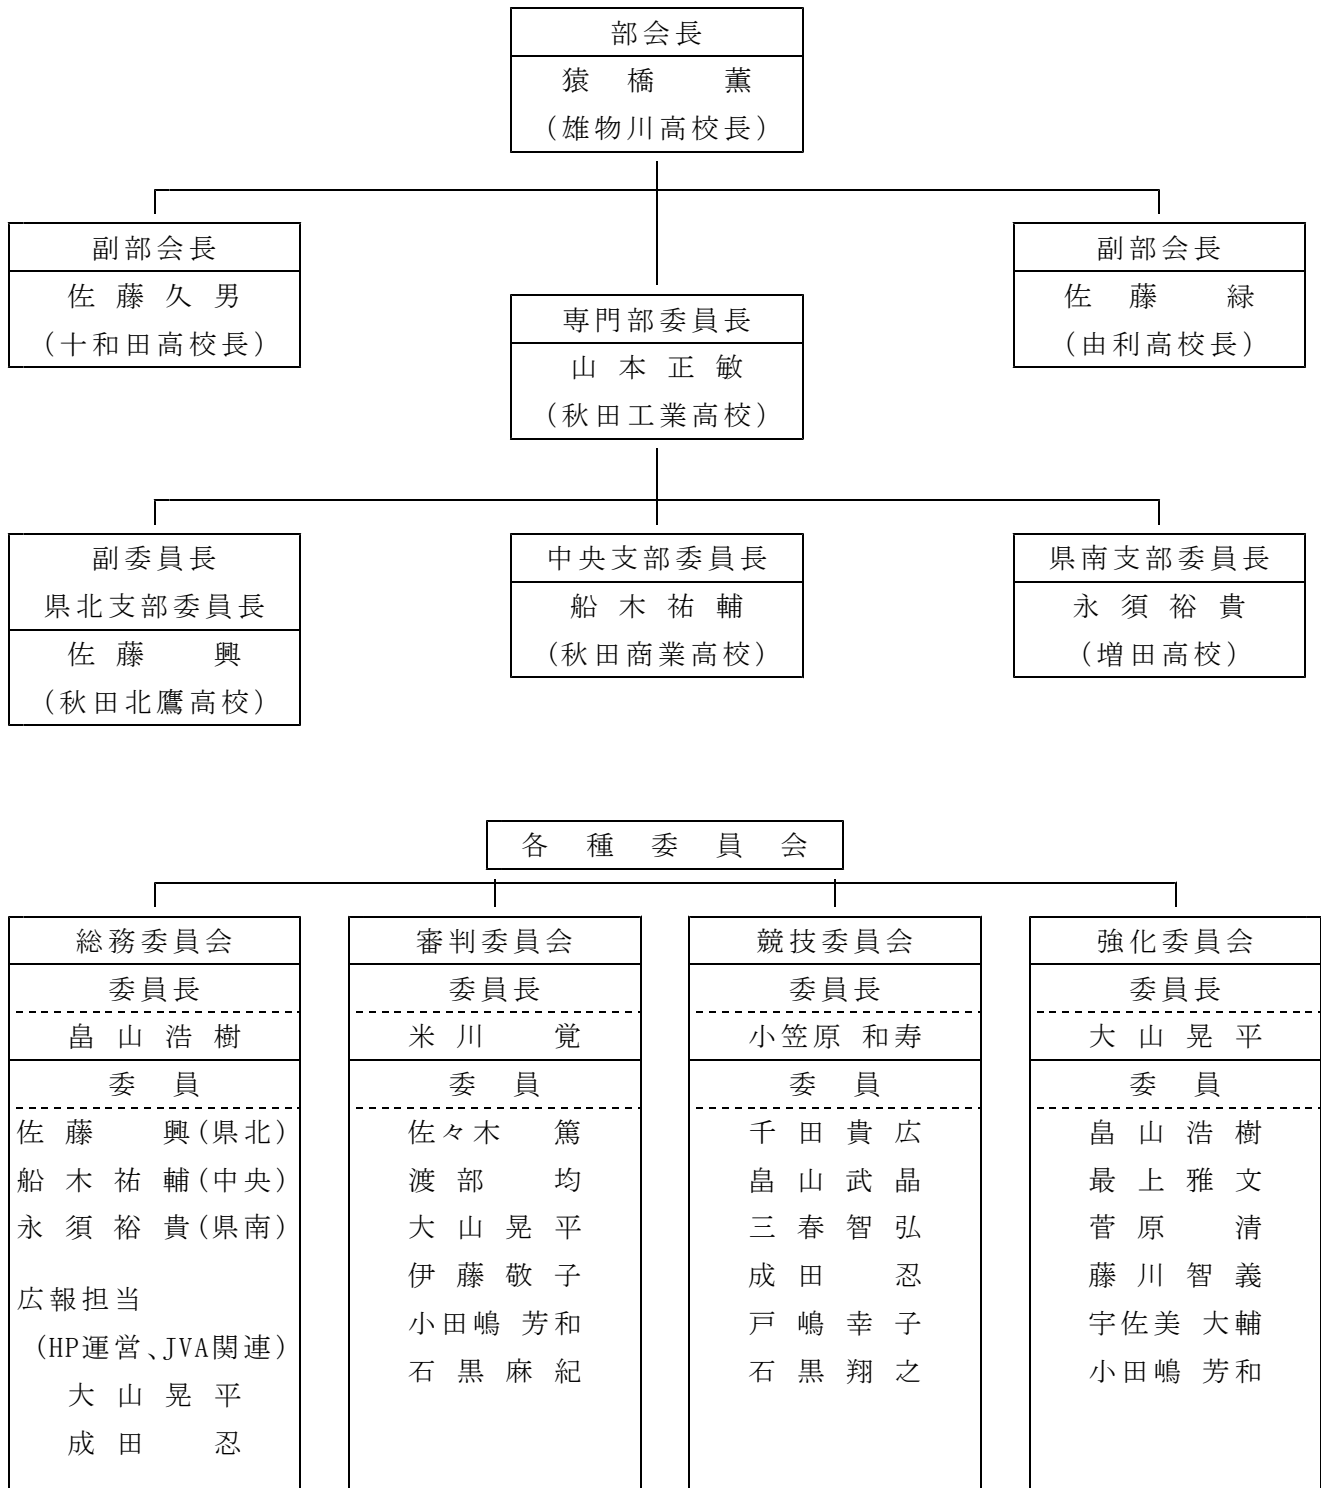 部会長
猿橋 薫
(雄物川高校長)
副部会長
佐藤久男
(十和田高校長)
副部会長
佐藤 緑
(由利高校長)
専門部委員長
山本正敏
(秋田工業高校)
副委員長
県北支部委員長
佐藤 興
(秋田北鷹高校)
中央支部委員長
船木祐輔
(秋田商業高校)
県南支部委員長
永須裕貴
(増田高校)
各種委員会
総務委員会
委員長
畠山浩樹
委員
佐藤 興(県北)
船木祐輔(中央)
永須裕貴(県南)
広報担当
(HP運営、JVA関連)
大山晃平
成田 忍
審判委員会
委員長
米川 覚
委員
佐々木 篤
渡部 均
大山晃平
伊藤敬子
小田嶋 芳和
石黒麻紀
競技委員会
委員長
小笠原 和寿
委員
千田貴広
畠山武晶
三春智弘
成田 忍
戸嶋幸子
石黒翔之
強化委員会
委員長
大山晃平
委員
畠山浩樹
最上雅文
菅原 清
藤川智義
宇佐美 大輔
小田嶋 芳和